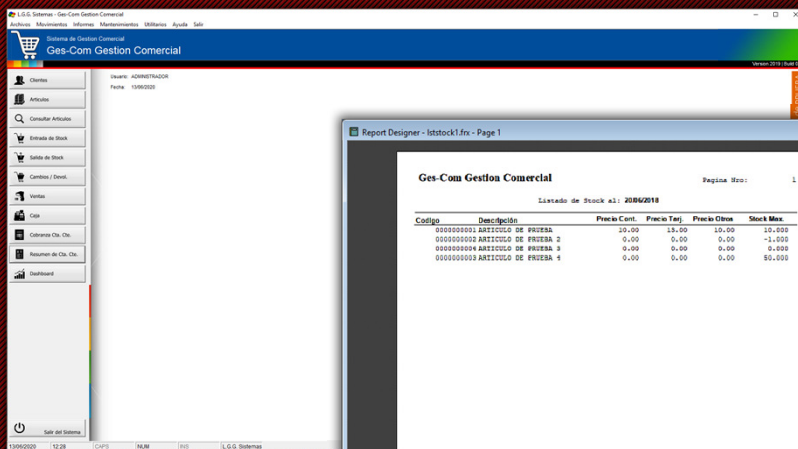 L.G.G. Sistemas - Ges-Com Gestion Comercial
Archivos Movimientos Informes Mantenimientos Utilitarios Ayuda Salir
Sistema de Gestion Comercial
Ges-Com Gestion Comercial
Version 2019 | Build
Usuario: ADMINISTRADOR
Fecha: 13/06/2020
Clientes
Articulos
Consultar Articulos
Entrada de Stock
Salida de Stock
Cambios / Devol.
Ventas
Caja
Cobranza Cta. Cte.
Resumen de Cta. Cte.
Dashboard
Salir del Sistema
Report Designer - lststock1.frx - Page 1
Ges-Com Gestion Comercial Pagina Nro: 1
Listado de Stock al: 20/06/2018
Codigo Descripción Precio Cont. Precio Tarj. Precio Otros Stock Max.
0000000001 ARTICULO DE PRUEBA 10.00 15.00 10.00 10.000
0000000002 ARTICULO DE PRUEBA 2 0.00 0.00 0.00 -1.000
0000000004 ARTICULO DE PRUEBA 3 0.00 0.00 0.00 0.000
0000000003 ARTICULO DE PRUEBA 4 0.00 0.00 0.00 50.000
13/06/2020 12:28 CAPS NUM INS L.G.G. Sistemas